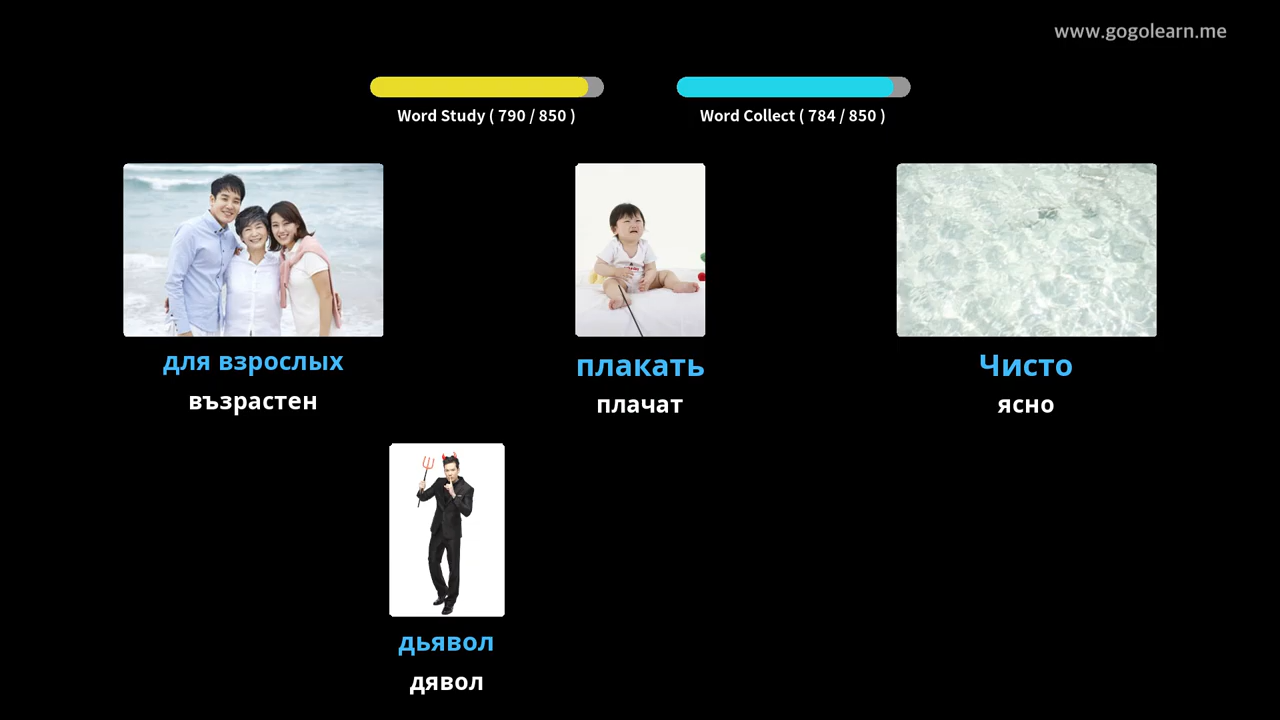 www.gogolearn.me
Word Study ( 790 / 850 )
Word Collect ( 784 / 850 )
для взрослых
възрастен
плакать
плачат
Чисто
ясно
дьявол
дявол